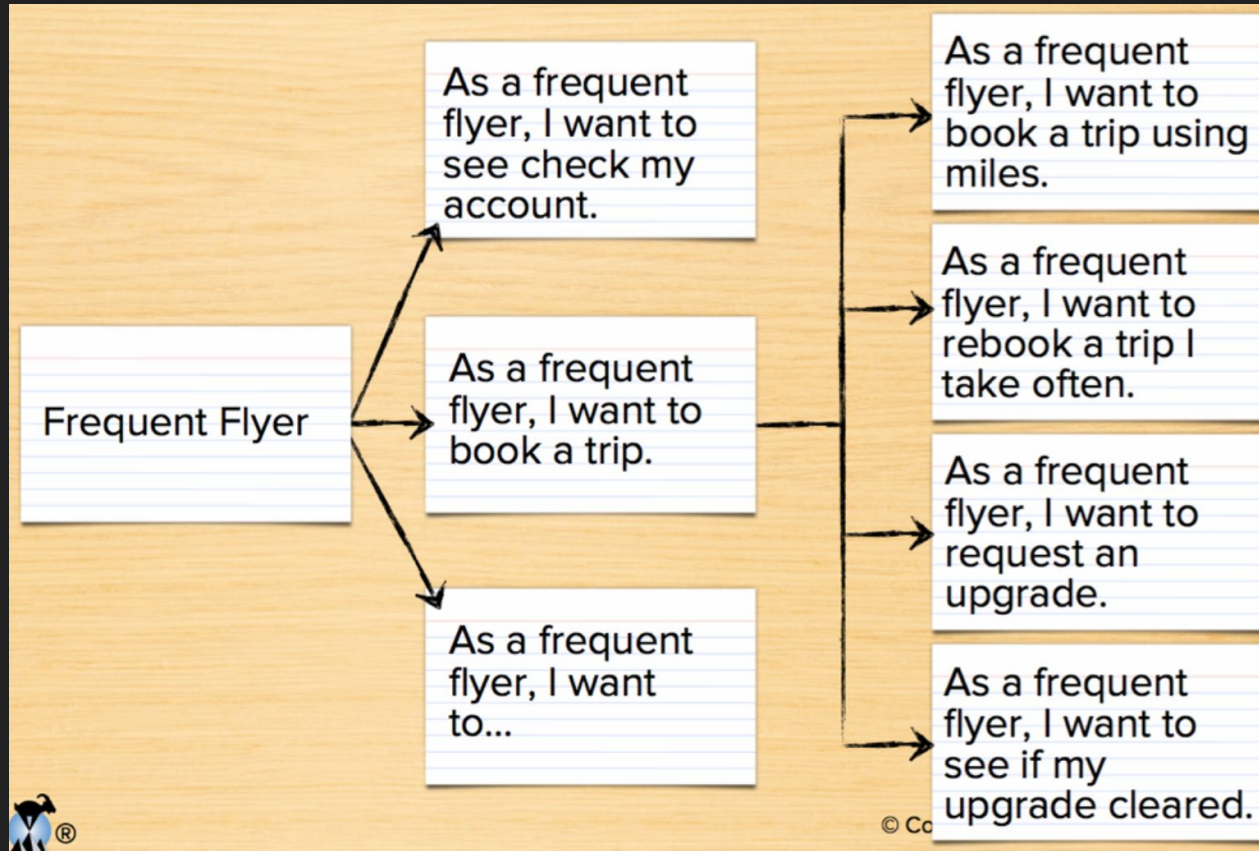 Frequent Flyer
As a frequent
flyer, I want to
see check my
account.
As a frequent
flyer, I want to
book a trip.
As a frequent
flyer, I want
to...
As a frequent
flyer, I want to
book a trip using
miles.
As a frequent
flyer, I want to
rebook a trip I
take often.
As a frequent
flyer, I want to
request an
upgrade.
As a frequent
flyer, I want to
see if my
upgrade cleared.
®
©